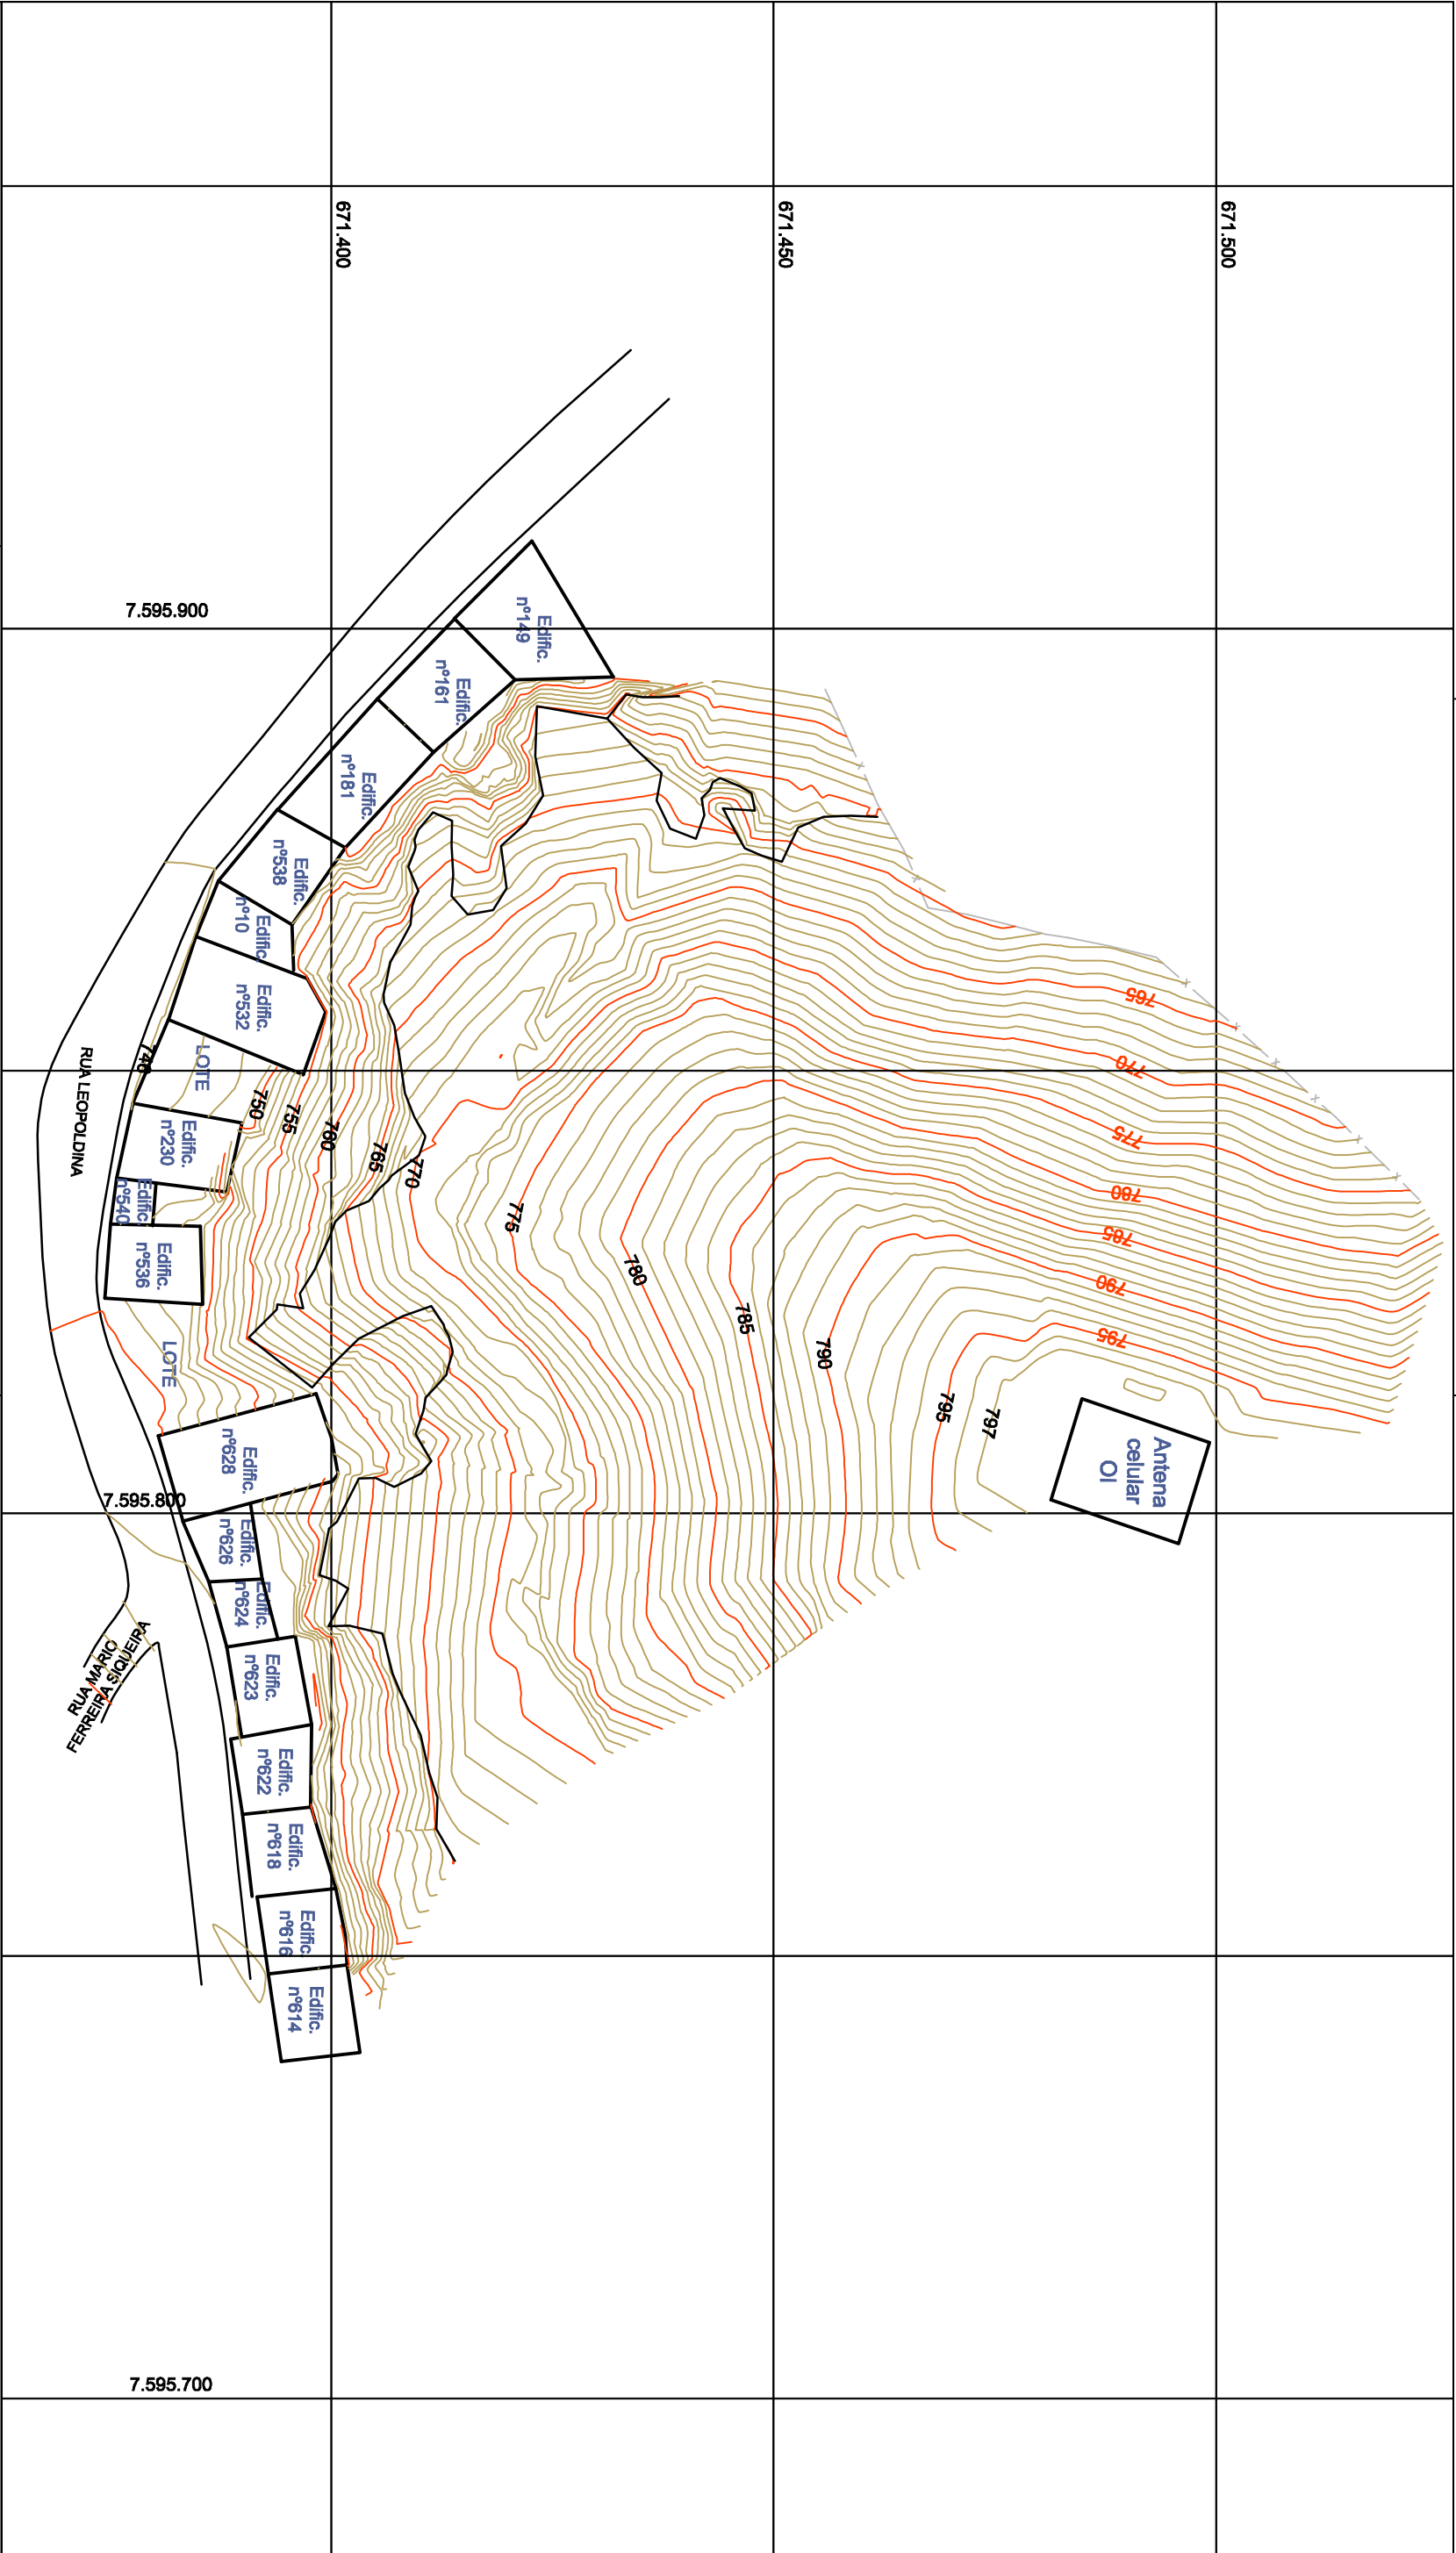 671.400
671.450
671.500
7.595.900
Edific.
nº149
Edific.
nº161
Edific.
nº181
Edific.
nº538
Edific.
nº10
Edific.
nº532
LOTE
746
RUA LEOPOLDINA
750
755
760
765
770
775
780
785
790
795
797
765
770
775
780
785
790
795
Edific.
nº230
Edific.
nº540
Edific.
nº536
LOTE
Antena
celular
OI
Edific.
nº628
7.595.800
Edific.
nº626
Edific.
nº624
RUA MARIO
FERREIRA SIQUEIRA
Edific.
nº623
Edific.
nº622
Edific.
nº618
Edific.
nº616
Edific.
nº614
7.595.700